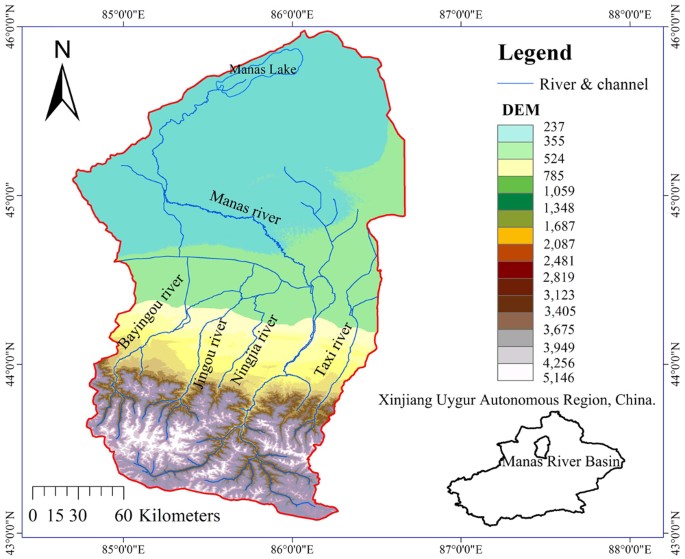 85°0'0"E 86°0'0"E 87°0'0"E 88°0'0"E
46°0'0"N 46°0'0"N
N
Manas Lake
Legend
River & channel
DEM
237
355
524
785
1,059
1,348
1,687
2,087
2,481
2,819
3,123
3,405
3,675
3,949
4,256
5,146
45°0'0"N 45°0'0"N
Manas river
Bayingou river
Jingou river
Ningjia river
Taxi river
44°0'0"N 44°0'0"N
Xinjiang Uygur Autonomous Region, China.
Manas River Basin
0 15 30 60 Kilometers
43°0'0"N 43°0'0"N
85°0'0"E 86°0'0"E 87°0'0"E 88°0'0"E